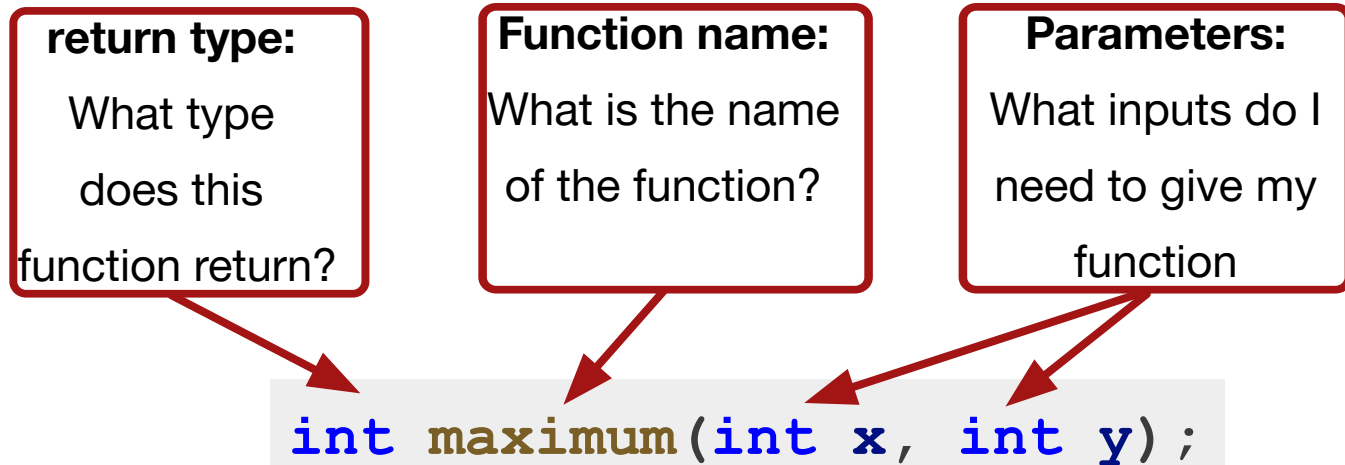 return type:
What type
does this
function return?
Function name:
What is the name
of the function?
Parameters:
What inputs do I
need to give my
function
int maximum(int x, int y);